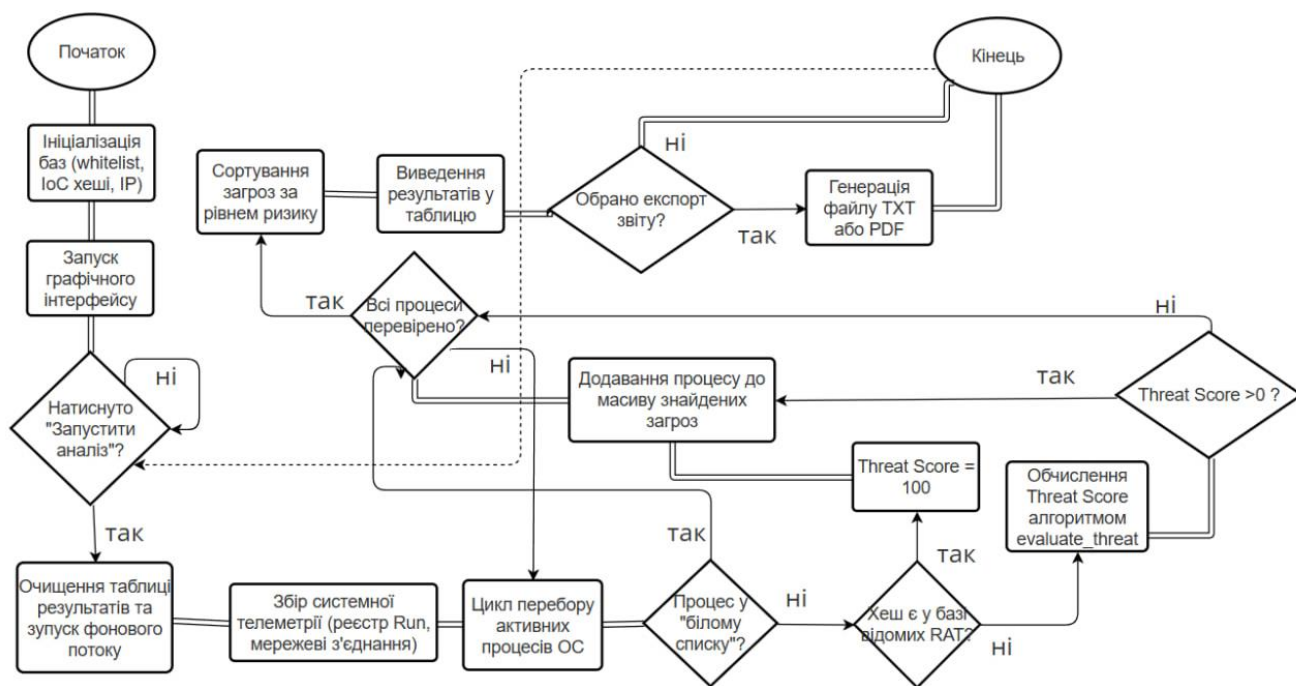 Початок
Ініціалізація
баз (whitelist,
IoC хеші, IP)
Запуск
графічного
інтерфейсу
Натиснуто
"Запустити
аналіз"?
ні
так
Очищення таблиці
результатів та
зупуск фонового
потоку
Збір системної
телеметрії (реєстр Run,
мережеві з'єднання)
Цикл перебору
активних
процесів ОС
Процес у
"білому
списку"?
так
ні
Хеш є у базі
відомих RAT?
так
ні
Threat Score =
100
Обчислення
Threat Score
алгоритмом
evaluate_threat
Threat Score >0 ?
так
ні
Додавання процесу до
масиву знайдених
загроз
Всі процеси
перевірено?
так
ні
Сортування
загроз за
рівнем ризику
Виведення
результатів у
таблицю
Обрано експорт
звіту?
ні
так
Генерація
файлу TXT
або PDF
Кінець